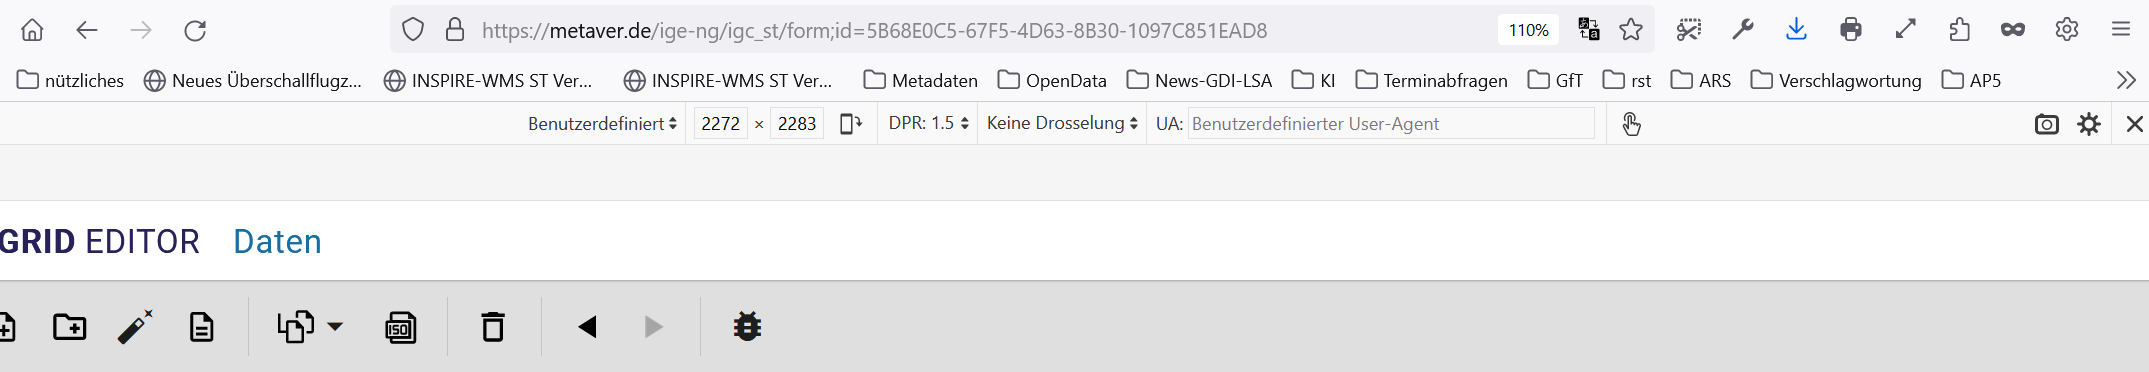 https://metaver.de/ige-ng/igc_st/form;id=5B68E0C5-67F5-4D63-8B30-1097C851EAD8 110%
nützliches Neues Überschallflugz... INSPIRE-WMS ST Ver... INSPIRE-WMS ST Ver... Metadaten OpenData News-GDI-LSA KI Terminabfragen GfT rst ARS Verschlagwortung AP5
Benutzerdefiniert 2272 × 2283 DPR: 1.5 Keine Drosselung UA: Benutzerdefinierter User-Agent
GRID EDITOR Daten
ISO